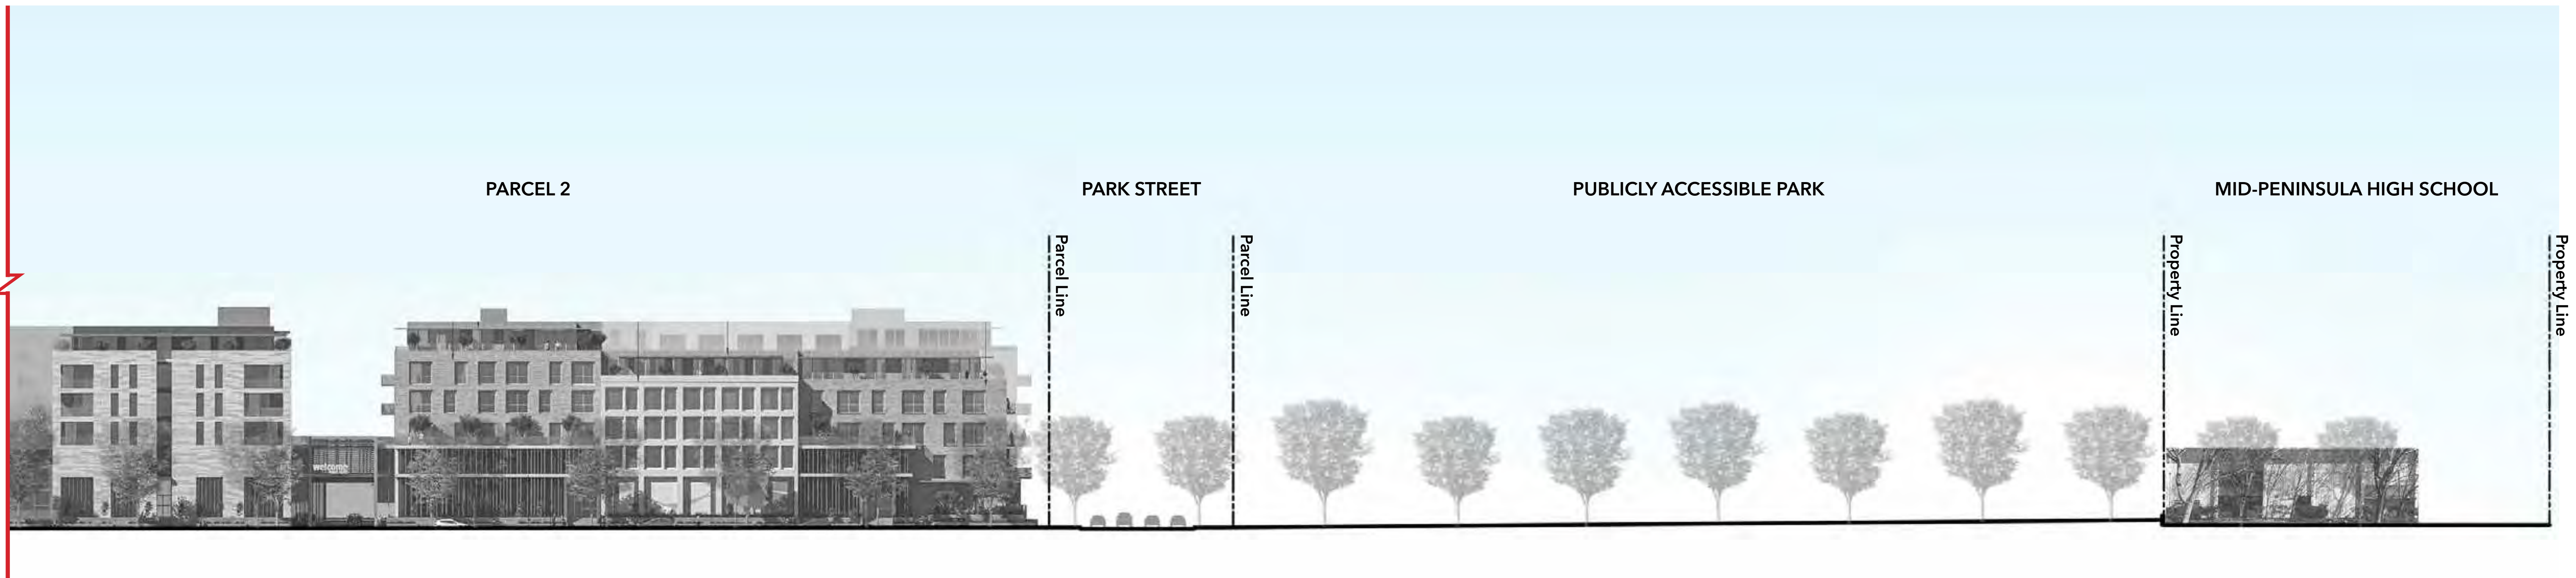 PARCEL 2
PARK STREET
PUBLICLY ACCESSIBLE PARK
MID-PENINSULA HIGH SCHOOL
Parcel Line
Parcel Line
Property Line
Property Line
welcome